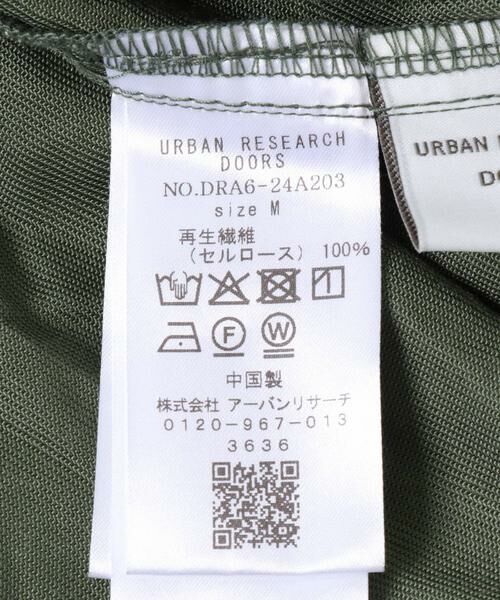 URBAN RESEARCH
DOORS
NO.DRA6-24A203
size M
再生繊維
（セルロース） 100%
F
W
中国製
株式会社 アーバンリサーチ
0120-967-013
3636
URBAN